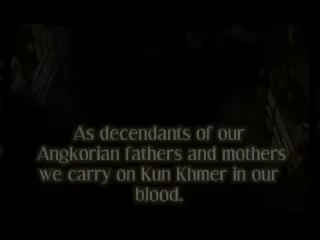 As decendants of our
Angkorian fathers and mothers
we carry on Kun Khmer in our
blood.